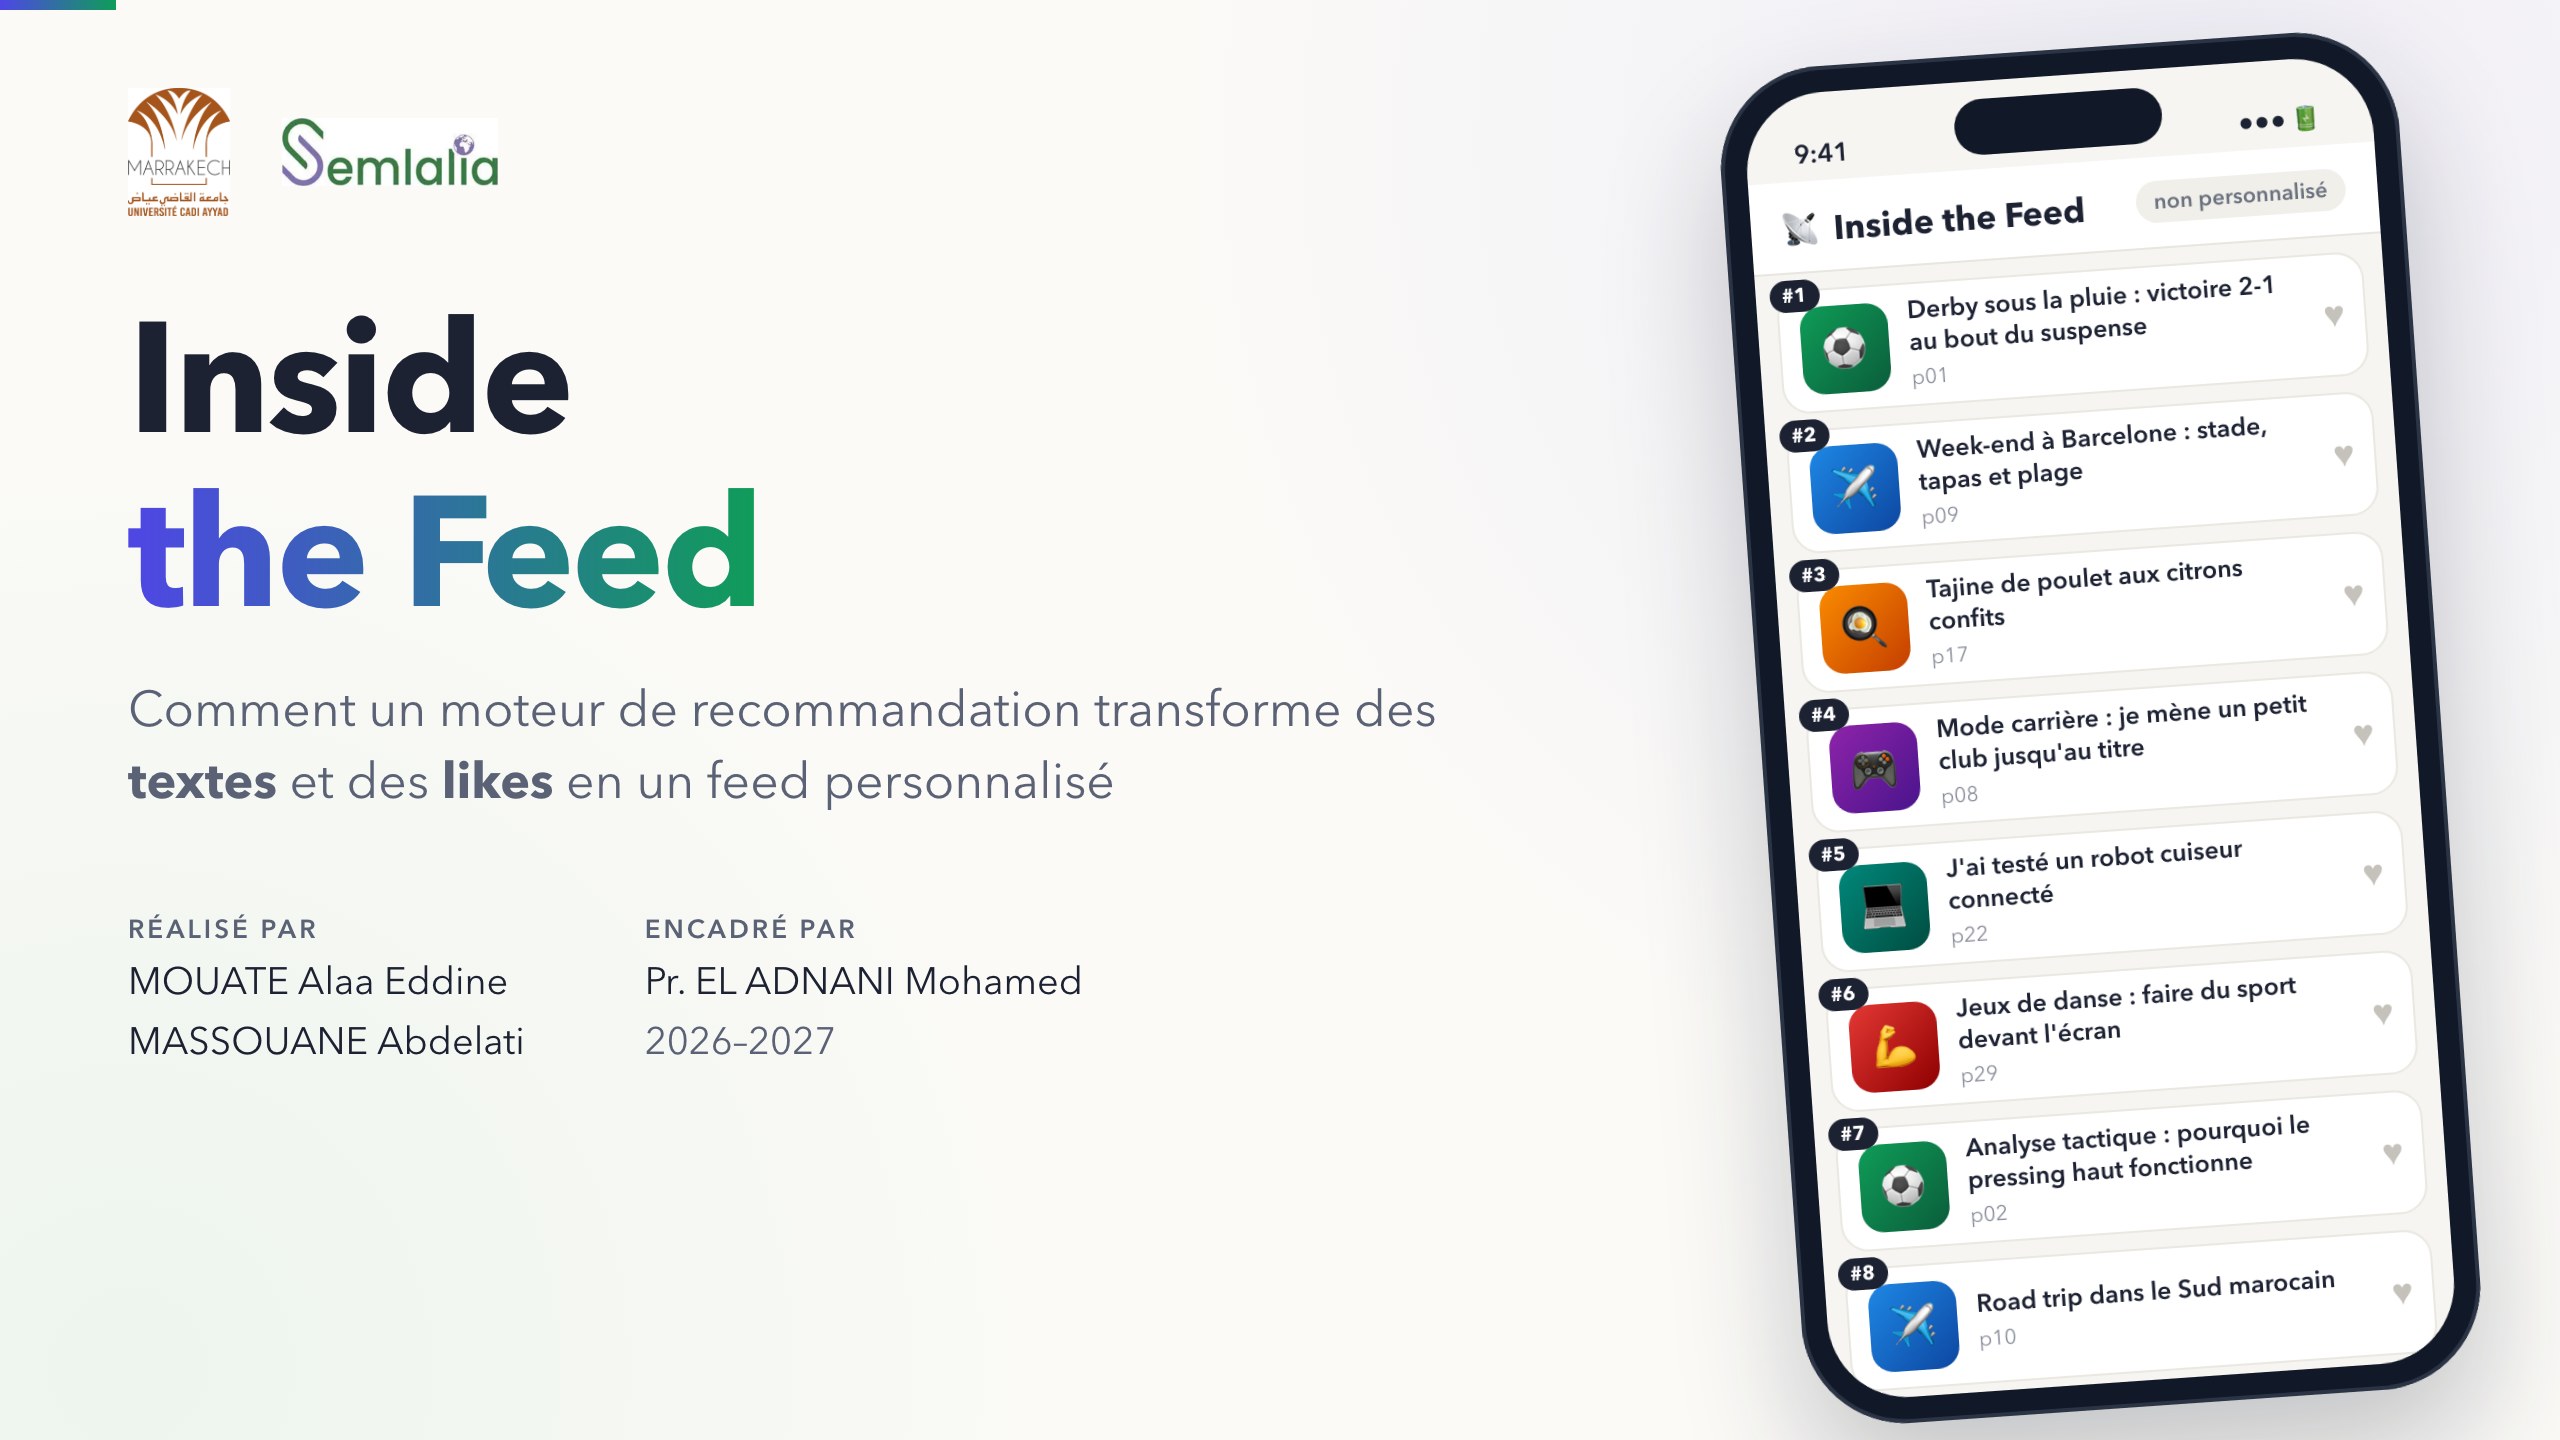 MARRAKECH
جامعة القاضي عياض
UNIVERSITÉ CADI AYYAD
Semlalia
Inside
the Feed
Comment un moteur de recommandation transforme des
textes et des likes en un feed personnalisé
RÉALISÉ PAR
MOUATE Alaa Eddine
MASSOUANE Abdelati
ENCADRÉ PAR
Pr. EL ADNANI Mohamed
2026–2027
9:41
Inside the Feed
non personnalisé
#1
Derby sous la pluie : victoire 2-1
au bout du suspense
p01
#2
Week-end à Barcelone : stade,
tapas et plage
p09
#3
Tajine de poulet aux citrons
confits
p17
#4
Mode carrière : je mène un petit
club jusqu'au titre
p08
#5
J'ai testé un robot cuiseur
connecté
p22
#6
Jeux de danse : faire du sport
devant l'écran
p29
#7
Analyse tactique : pourquoi le
pressing haut fonctionne
p02
#8
Road trip dans le Sud marocain
p10